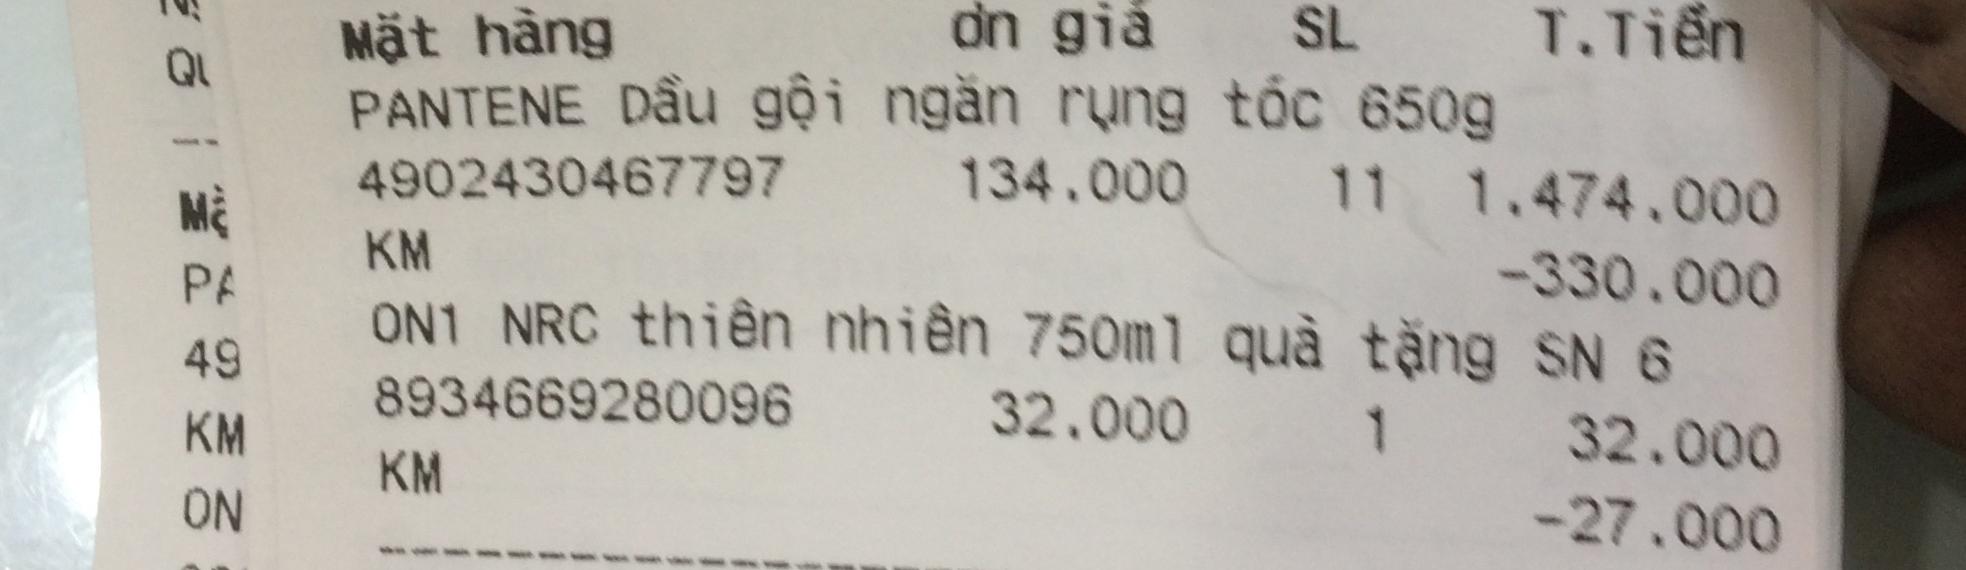 Mặt hàng ơn giá SL T.Tiền
PANTENE Dầu gội ngăn rụng tóc 650g
4902430467797 134.000 11 1.474.000
KM -330.000
ON1 NRC thiên nhiên 750ml quà tặng SN 6
8934669280096 32.000 1 32.000
KM -27.000
QU
Mặ
PA
49
KM
ON